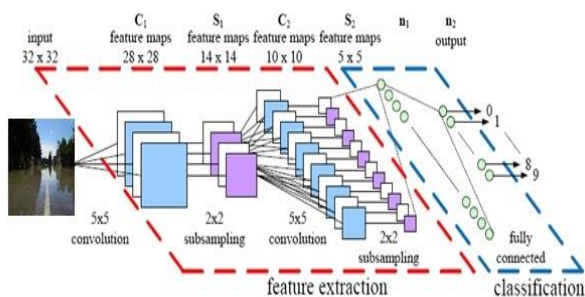 C1 S1 C2 S2 n1 n2
input feature maps feature maps feature maps feature maps output
32 x 32 28 x 28 14 x 14 10 x 10 5 x 5
0
1
8
9
5x5 convolution
2x2 subsampling
5x5 convolution
2x2 subsampling
fully connected
feature extraction classification